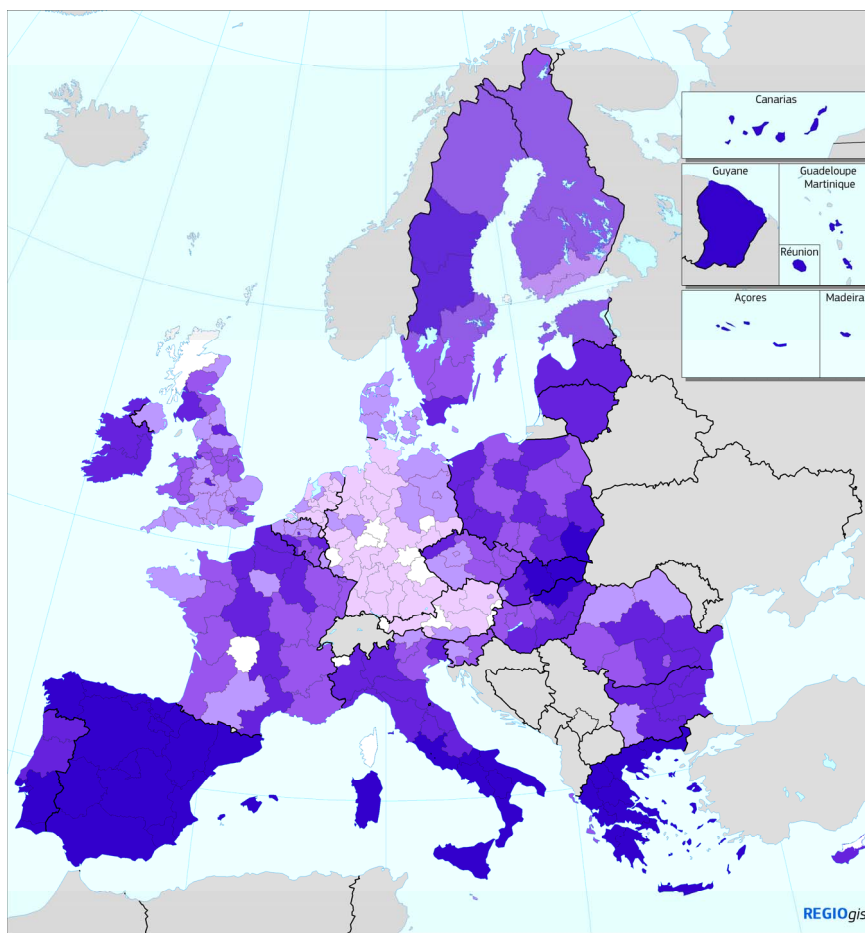 Canarias
Guyane
Guadeloupe
Martinique
Réunion
Açores
Madeira
REGIOgis